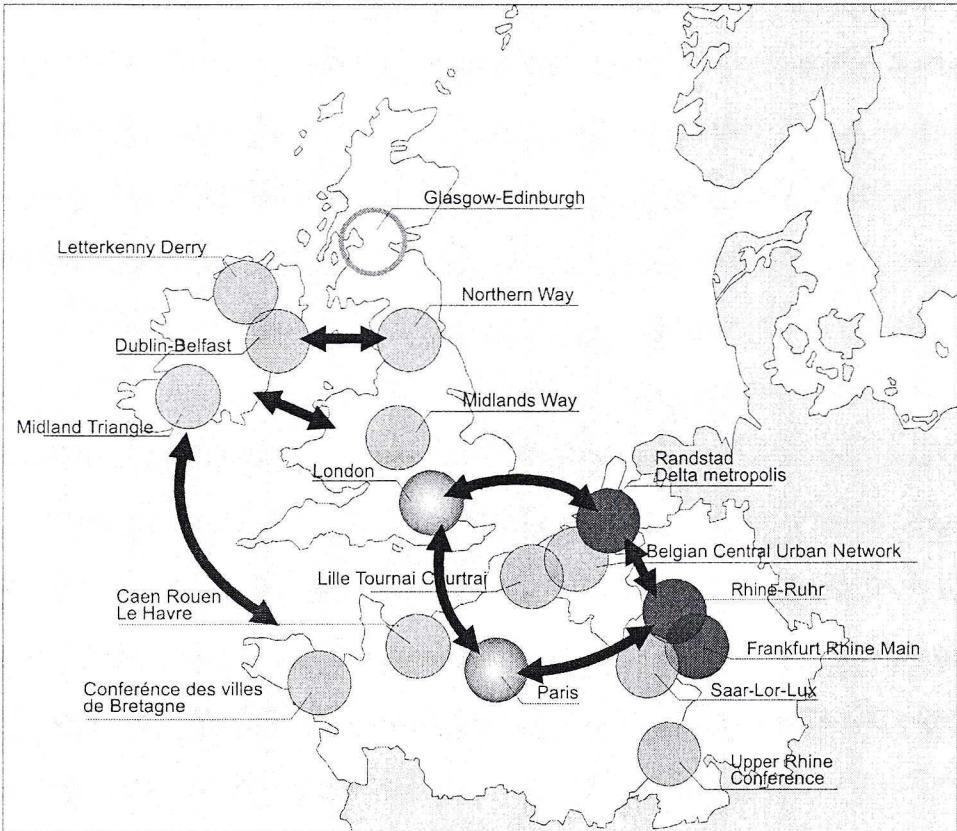 Glasgow-Edinburgh
Letterkenny Derry
Northern Way
Dublin-Belfast
Midlands Way
Midland Triangle
London
Randstad
Delta metropolis
Belgian Central Urban Network
Lille Tournai Courtrai
Rhine-Ruhr
Caen Rouen
Le Havre
Frankfurt Rhine Main
Conferénce des villes
de Bretagne
Paris
Saar-Lor-Lux
Upper Rhine
Conférence